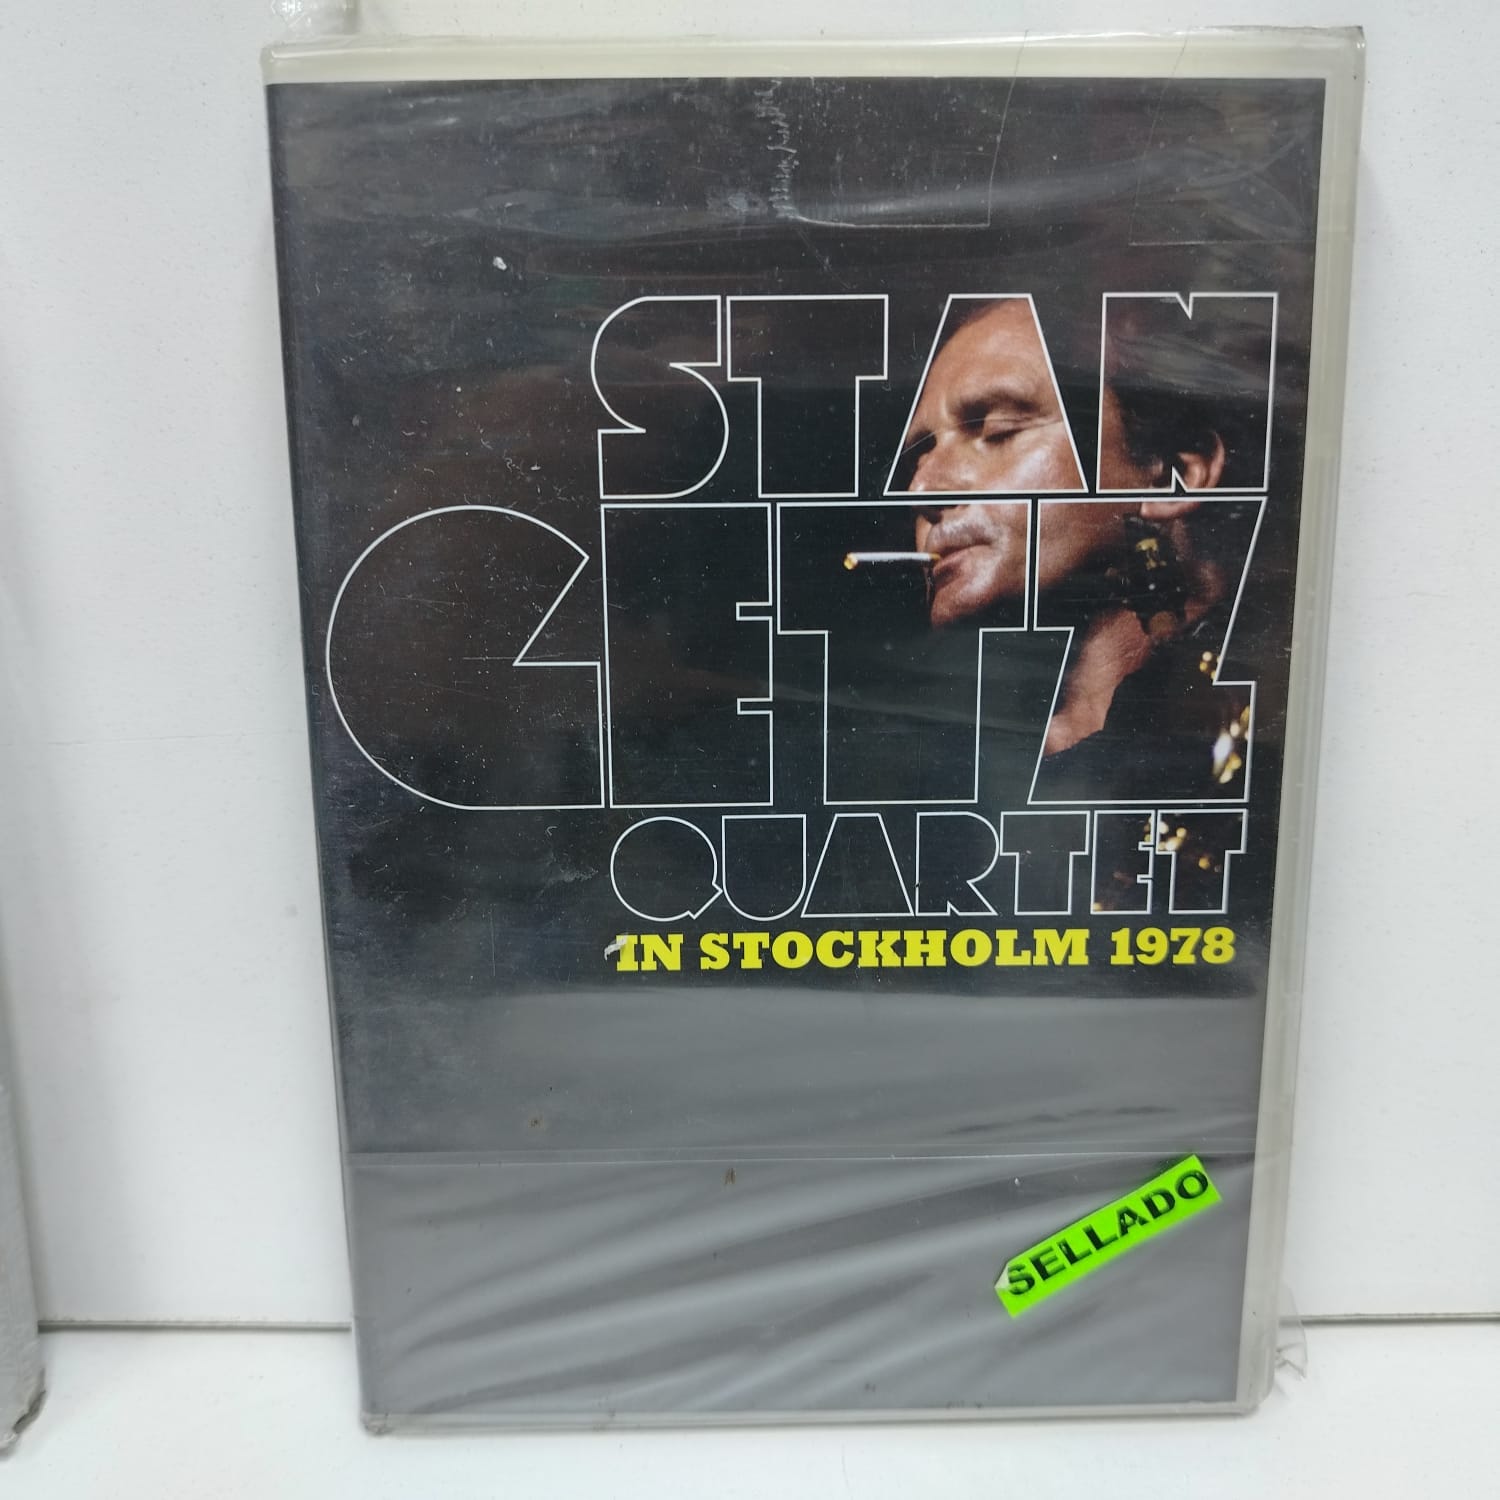 STAN
GETZ
QUARTET
IN STOCKHOLM 1978
SELLADO